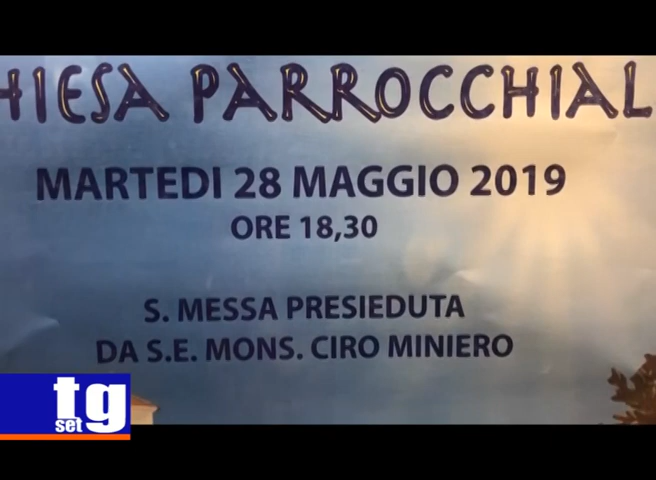 HIESA PARROCCHIAL
MARTEDI 28 MAGGIO 2019
ORE 18,30
S. MESSA PRESIEDUTA
DA S.E. MONS. CIRO MINIERO
tg
set